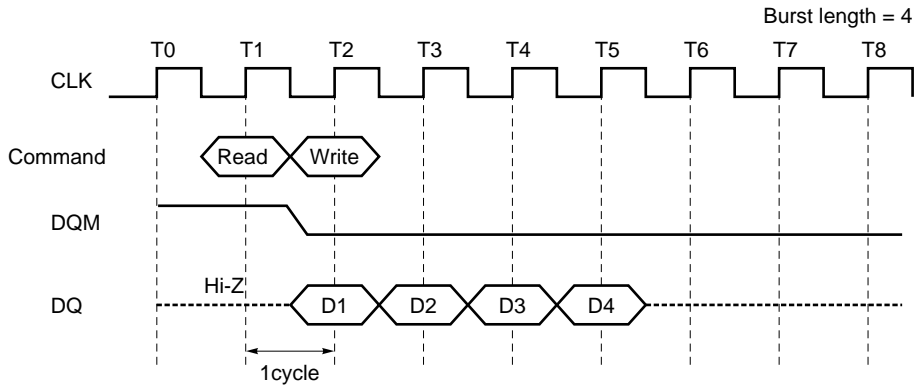 Burst length = 4
T0 T1 T2 T3 T4 T5 T6 T7 T8
CLK
Command Read Write
DQM
Hi-Z
DQ D1 D2 D3 D4
1cycle